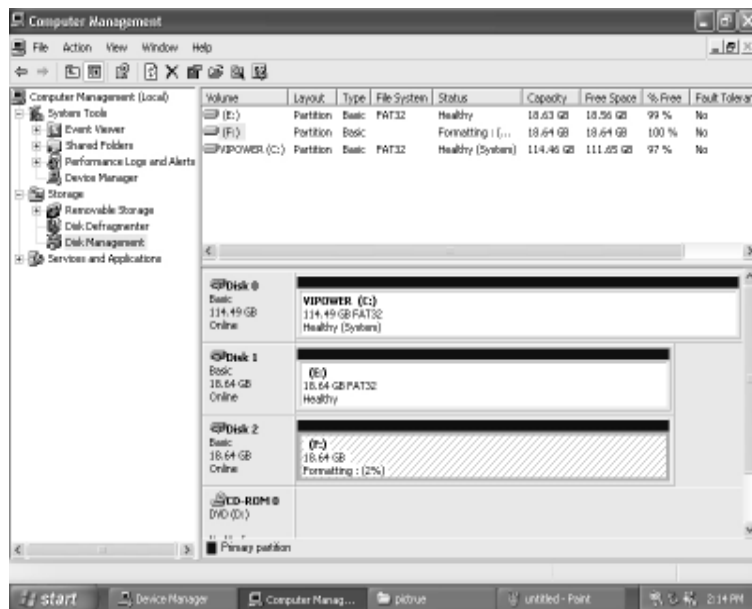 Computer Management
File Action View Window Help
Computer Management (Local)
System Tools
Event Viewer
Shared Folders
Performance Logs and Alerts
Device Manager
Storage
Removable Storage
Disk Defragmenter
Disk Management
Services and Applications
Volume Layout Type File System Status Capacity Free Space % Free Fault Tolerar
(E:) Partition Basic FAT32 Healthy 18.63 GB 18.56 GB 99 % No
(F:) Partition Basic Formatting : (... 18.64 GB 18.64 GB 100 % No
VIPOWER (C:) Partition Basic FAT32 Healthy (System) 114.46 GB 111.65 GB 97 % No
Disk 0
Basic
114.49 GB
Online
VIPOWER (C:)
114.49 GB FAT32
Healthy (System)
Disk 1
Basic
18.64 GB
Online
(E:)
18.64 GB FAT32
Healthy
Disk 2
Basic
18.64 GB
Online
(F:)
18.64 GB
Formatting : (2%)
CD-ROM 0
DVD (D:)
Primary partition
start Device Manager Computer Manag... pictrue untitled - Paint 2:14 PM